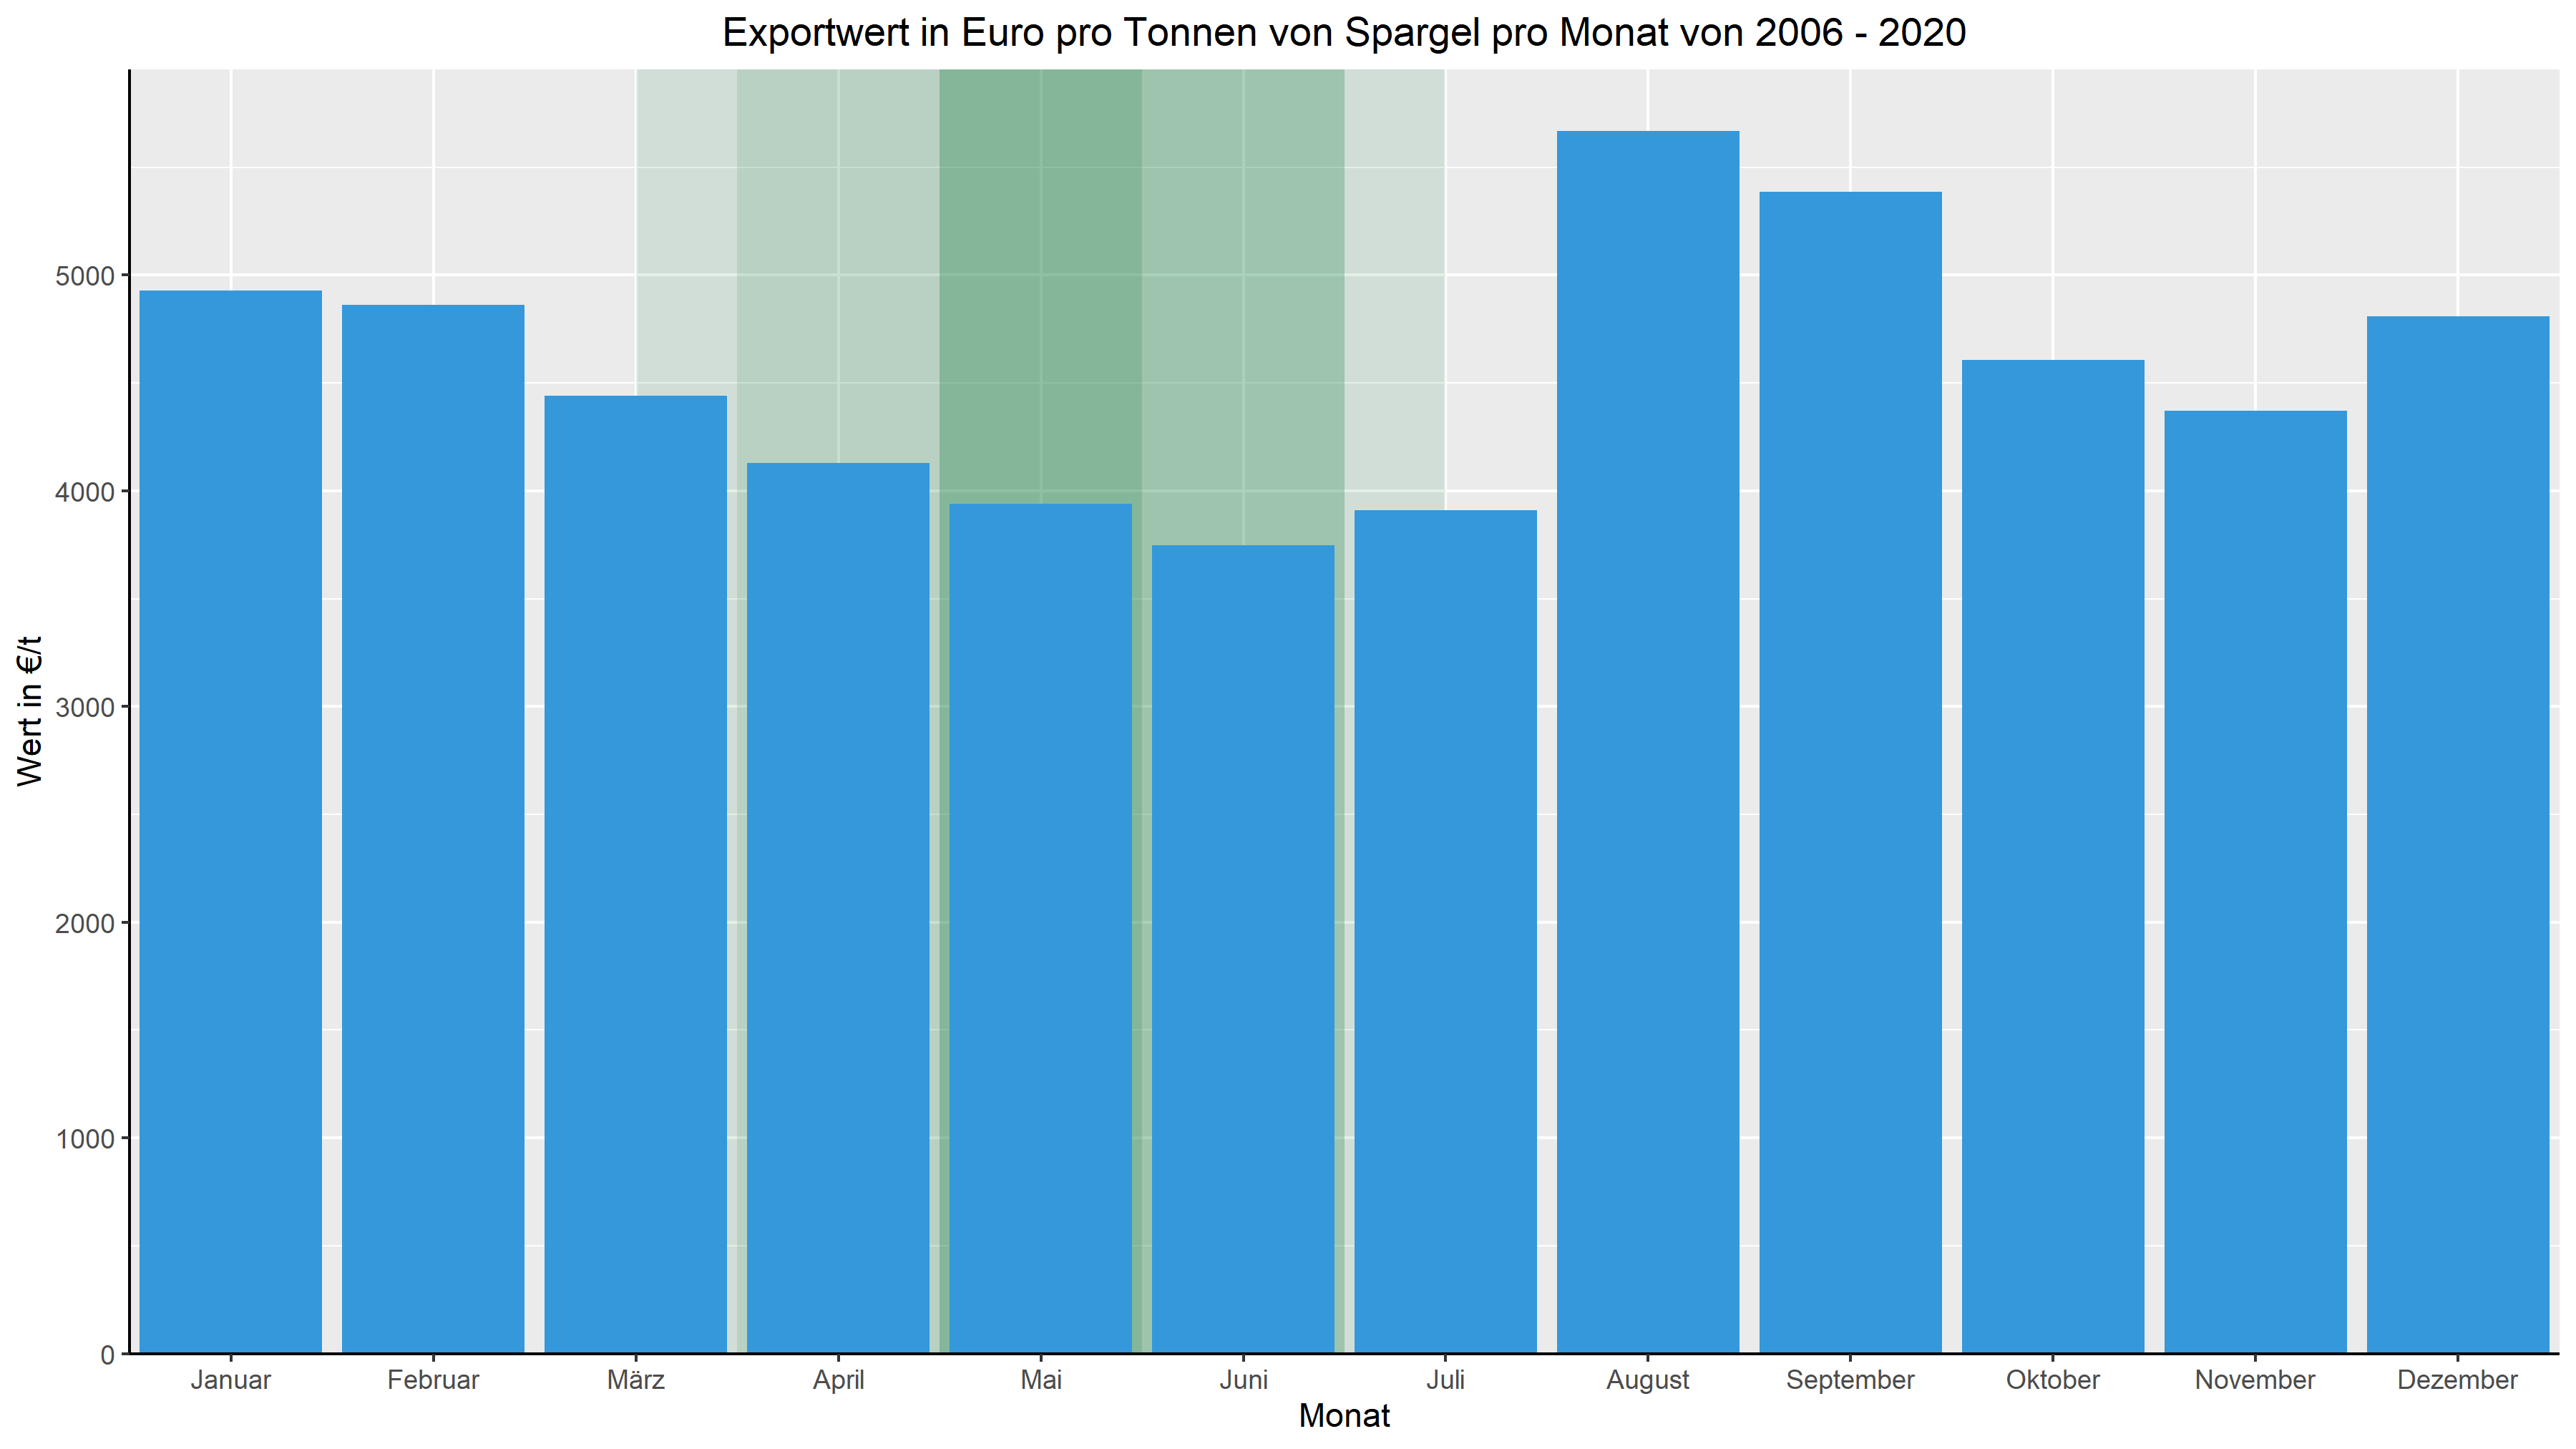 Exportwert in Euro pro Tonnen von Spargel pro Monat von 2006 - 2020
Wert in €/t
5000
4000
3000
2000
1000
0
Januar Februar März April Mai Juni Juli August September Oktober November Dezember
Monat